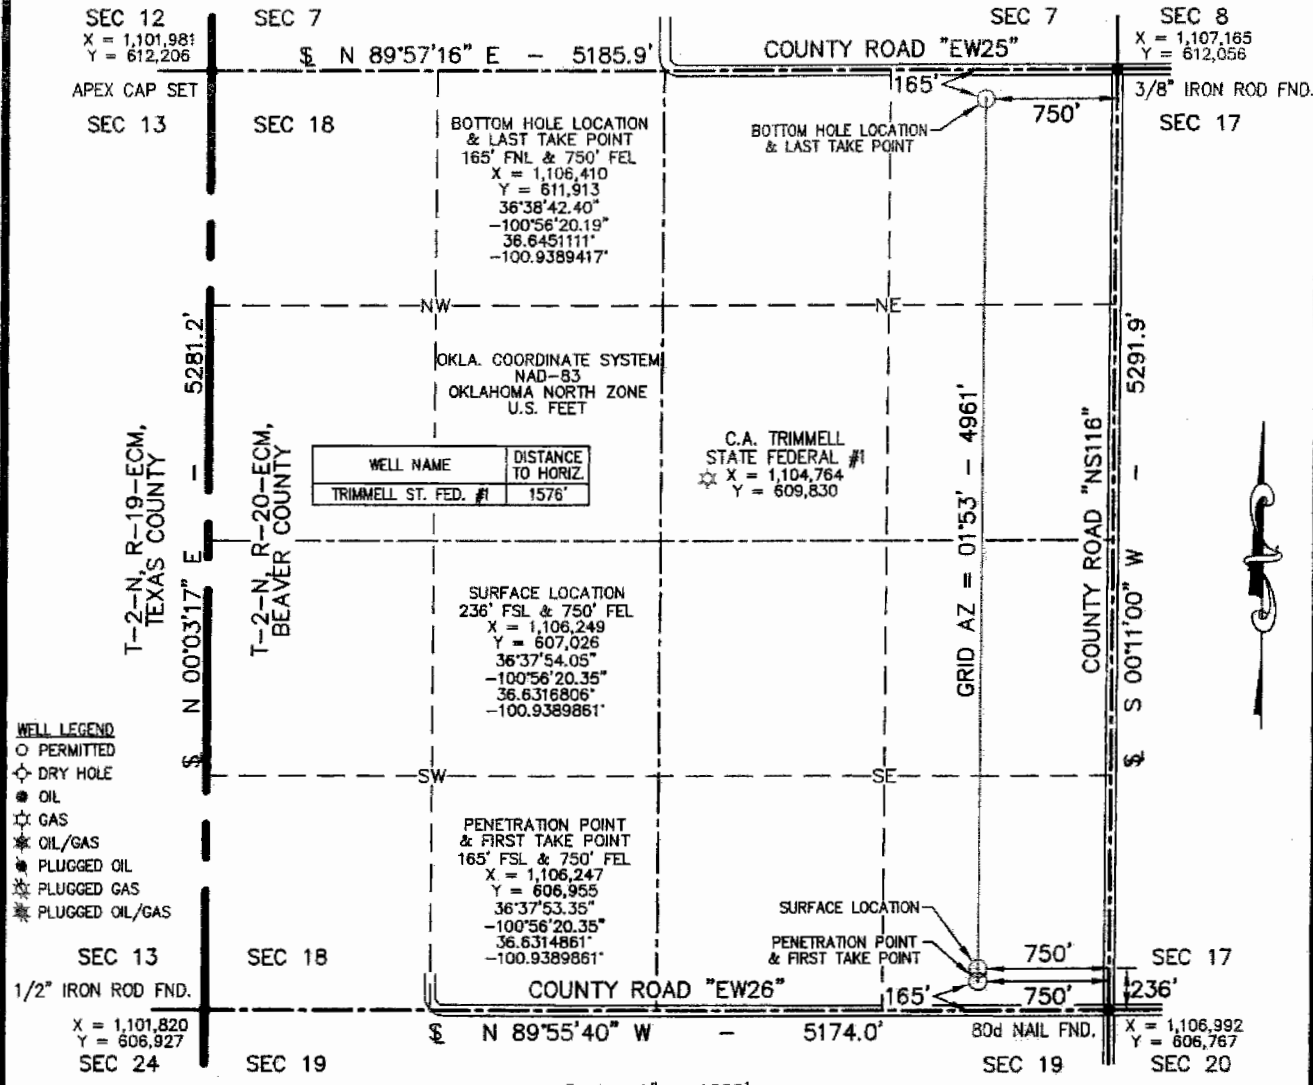 SEC 12
SEC 7
SEC 7
SEC 8
X = 1,101,981
Y = 612,206
N 89°57'16" E - 5185.9'
COUNTY ROAD "EW25"
X = 1,107,165
Y = 612,056
APEX CAP SET
165'
750'
3/8" IRON ROD FND.
SEC 13
SEC 18
SEC 17
BOTTOM HOLE LOCATION
& LAST TAKE POINT
165' FNL & 750' FEL
X = 1,106,410
Y = 611,913
36°38'42.40"
-100°56'20.19"
36.6451111°
-100.9389417°
BOTTOM HOLE LOCATION
& LAST TAKE POINT
NW
NE
N 00°03'17" E - 5281.2'
T-2-N, R-19-ECM,
TEXAS COUNTY
T-2-N, R-20-ECM,
BEAVER COUNTY
OKLA. COORDINATE SYSTEM
NAD-83
OKLAHOMA NORTH ZONE
U.S. FEET
WELL NAME
DISTANCE
TO HORIZ.
TRIMMELL ST. FED. #1
1576'
C.A. TRIMMELL
STATE FEDERAL #1
X = 1,104,764
Y = 609,830
GRID AZ = 01°53' - 4961'
COUNTY ROAD "NS116"
S 00°11'00" W - 5291.9'
SURFACE LOCATION
236' FSL & 750' FEL
X = 1,106,249
Y = 607,026
36°37'54.05"
-100°56'20.35"
36.6316806°
-100.9389861°
WELL LEGEND
PERMITTED
DRY HOLE
OIL
GAS
OIL/GAS
PLUGGED OIL
PLUGGED GAS
PLUGGED OIL/GAS
SW
SE
PENETRATION POINT
& FIRST TAKE POINT
165' FSL & 750' FEL
X = 1,106,247
Y = 606,955
36°37'53.35"
-100°56'20.35"
36.6314861°
-100.9389861°
SURFACE LOCATION
PENETRATION POINT
& FIRST TAKE POINT
750'
SEC 13
SEC 18
SEC 17
1/2" IRON ROD FND.
COUNTY ROAD "EW26"
165'
750'
236'
X = 1,101,820
Y = 606,927
N 89°55'40" W - 5174.0'
80d NAIL FND.
X = 1,106,992
Y = 606,767
SEC 24
SEC 19
SEC 19
SEC 20